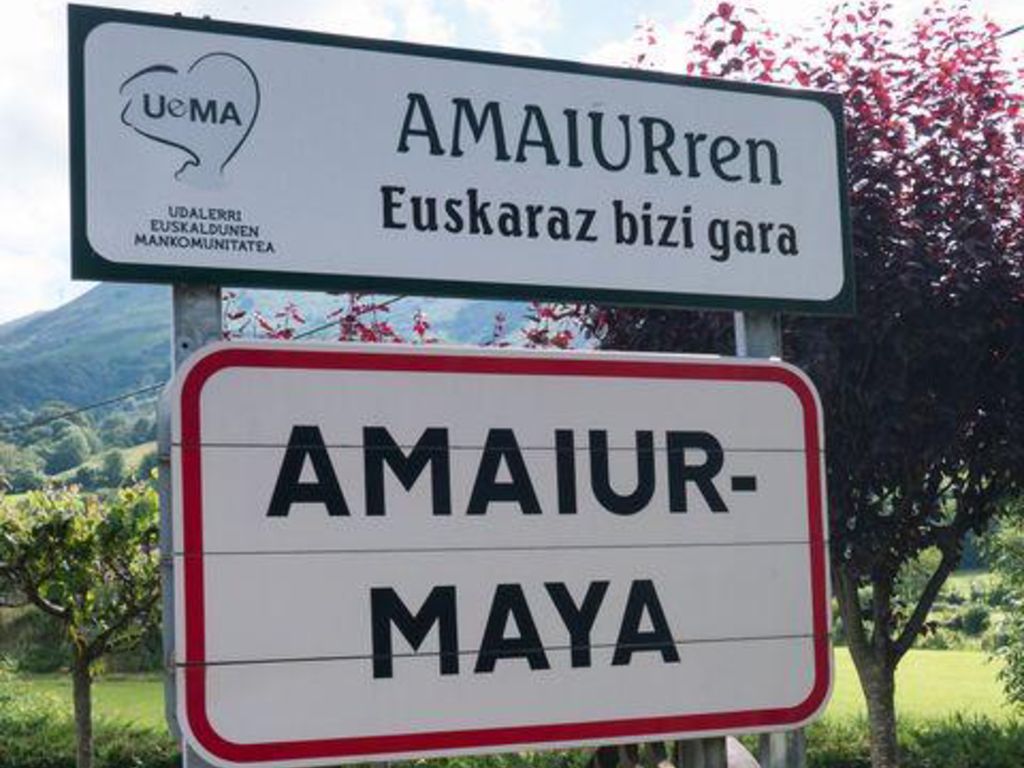 UeMA
UDALERRI
EUSKALDUNEN
MANKOMUNITATEA
AMAIURren
Euskaraz bizi gara
AMAIUR-
MAYA